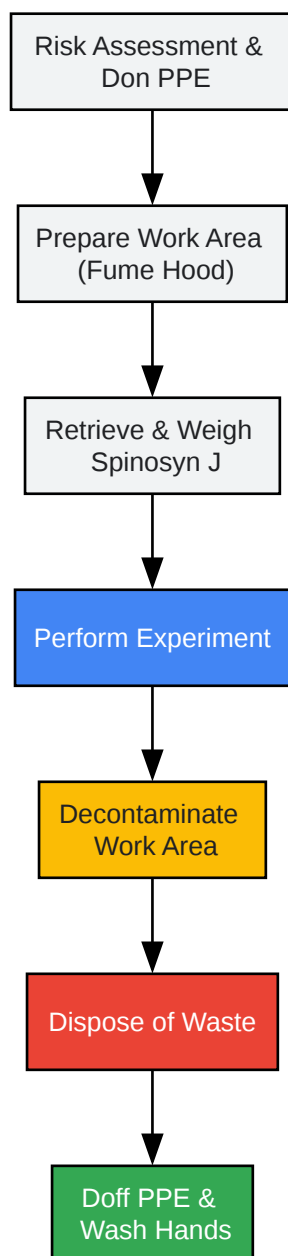 Risk Assessment &
Don PPE
Prepare Work Area
(Fume Hood)
Retrieve & Weigh
Spinosyn J
Perform Experiment
Decontaminate
Work Area
Dispose of Waste
Doff PPE &
Wash Hands